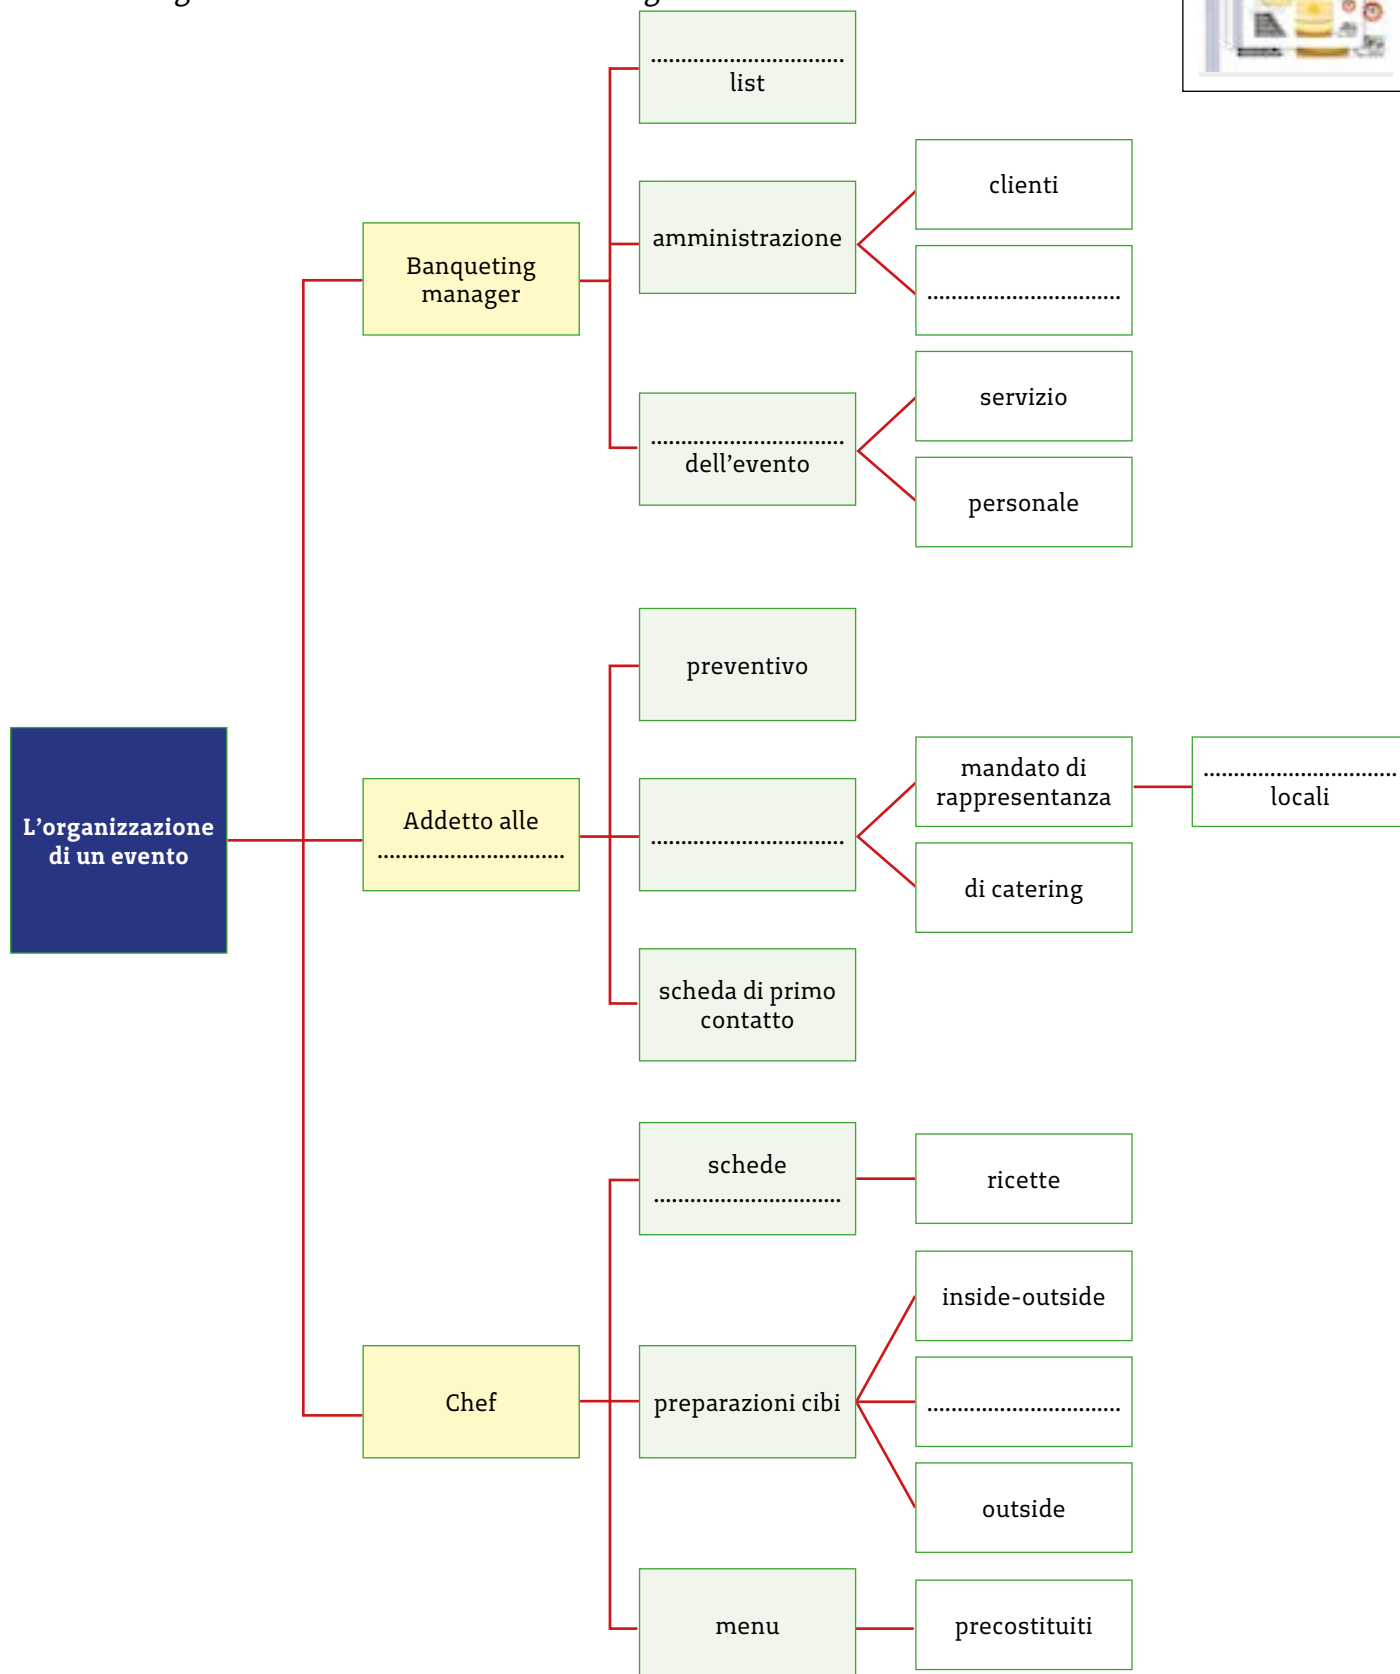 list
clienti
amministrazione
Banqueting
manager
..............................
servizio
..............................
dell'evento
personale
preventivo
mandato di
rappresentanza
..............................
locali
L'organizzazione
di un evento
Addetto alle
..............................
..............................
di catering
scheda di primo
contatto
schede
..............................
ricette
inside-outside
Chef
preparazioni cibi
..............................
outside
menu
precostituiti